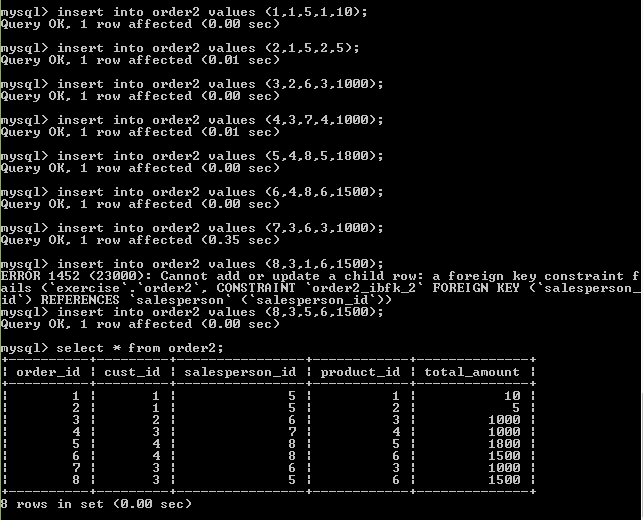 mysql> insert into order2 values (1,1,5,1,10);
Query OK, 1 row affected (0.00 sec)
mysql> insert into order2 values (2,1,5,2,5);
Query OK, 1 row affected (0.01 sec)
mysql> insert into order2 values (3,2,6,3,1000);
Query OK, 1 row affected (0.00 sec)
mysql> insert into order2 values (4,3,7,4,1000);
Query OK, 1 row affected (0.01 sec)
mysql> insert into order2 values (5,4,8,5,1800);
Query OK, 1 row affected (0.00 sec)
mysql> insert into order2 values (6,4,8,6,1500);
Query OK, 1 row affected (0.00 sec)
mysql> insert into order2 values (7,3,6,3,1000);
Query OK, 1 row affected (0.35 sec)
mysql> insert into order2 values (8,3,1,6,1500);
ERROR 1452 (23000): Cannot add or update a child row: a foreign key constraint f
ails (`exercise`.`order2`, CONSTRAINT `order2_ibfk_2` FOREIGN KEY (`salesperson_
id`) REFERENCES `salesperson` (`salesperson_id`))
mysql> insert into order2 values (8,3,5,6,1500);
Query OK, 1 row affected (0.00 sec)
mysql> select * from order2;
+----------+---------+----------------+------------+--------------+
| order_id | cust_id | salesperson_id | product_id | total_amount |
+----------+---------+----------------+------------+--------------+
|        1 |       1 |              5 |          1 |           10 |
|        2 |       1 |              5 |          2 |            5 |
|        3 |       2 |              6 |          3 |         1000 |
|        4 |       3 |              7 |          4 |         1000 |
|        5 |       4 |              8 |          5 |         1800 |
|        6 |       4 |              8 |          6 |         1500 |
|        7 |       3 |              6 |          3 |         1000 |
|        8 |       3 |              5 |          6 |         1500 |
+----------+---------+----------------+------------+--------------+
8 rows in set (0.00 sec)